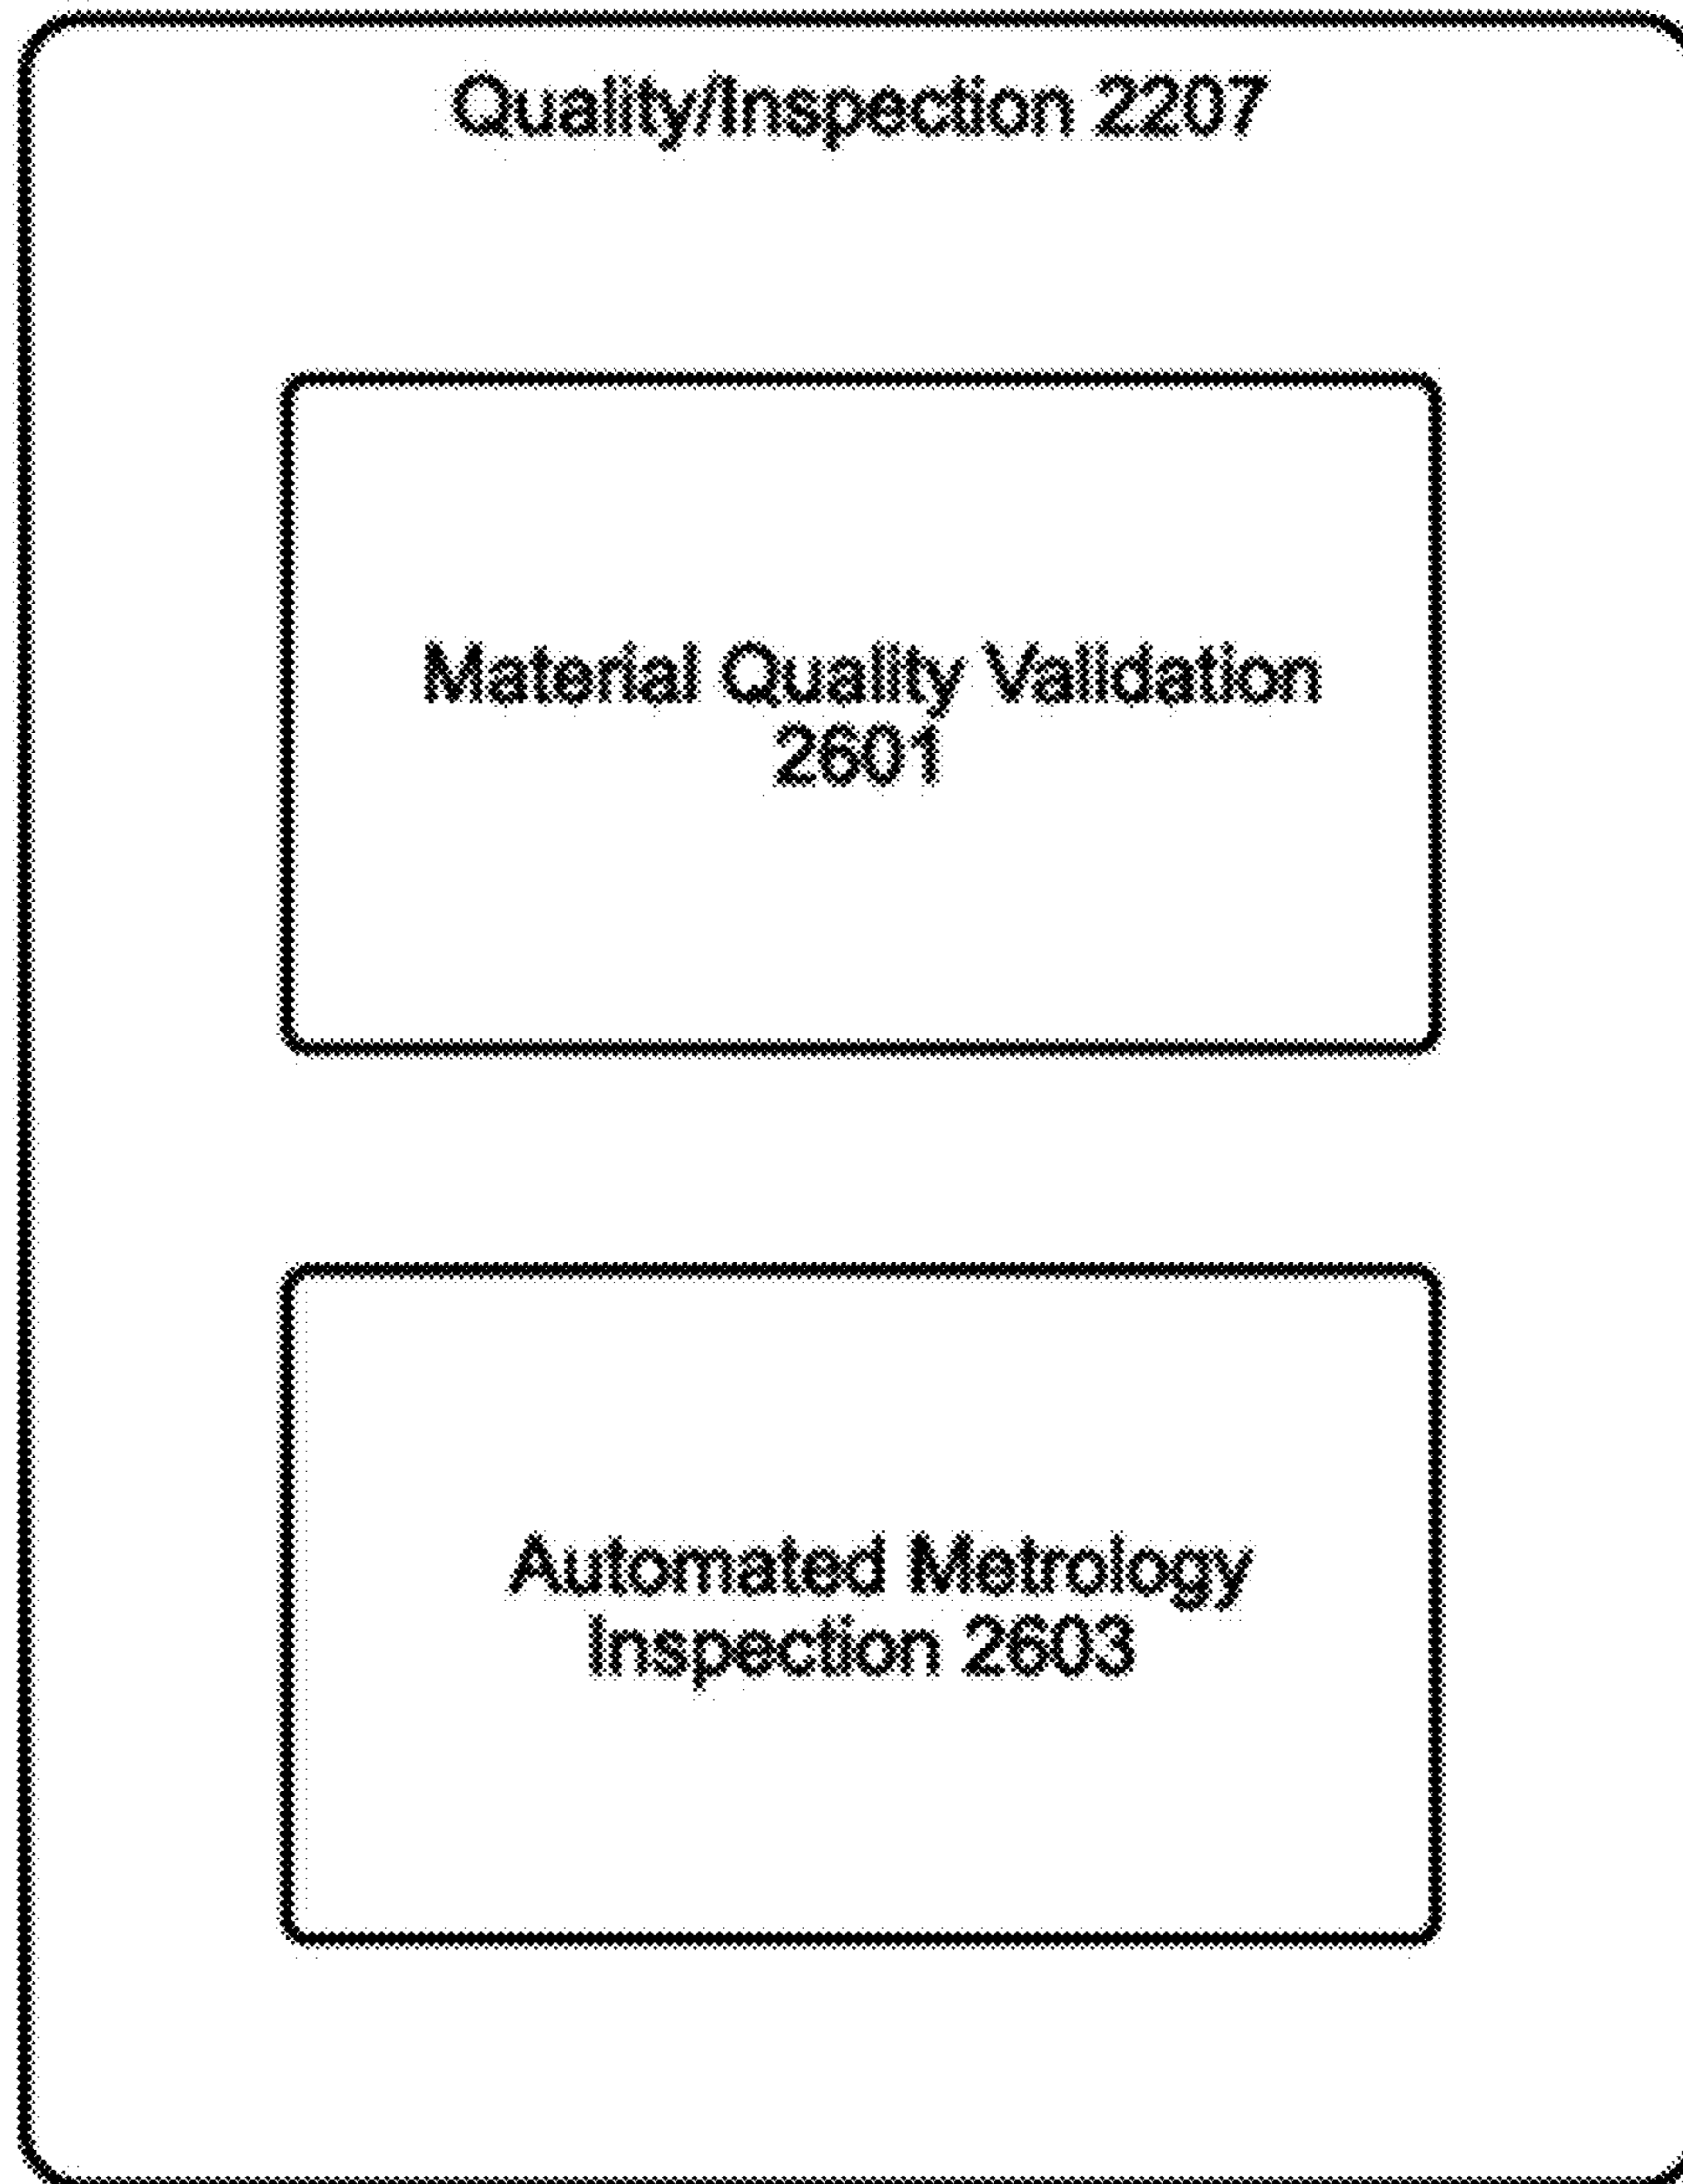 Quality/Inspection 2207
Material Quality Validation
2601
Automated Metrology
Inspection 2603